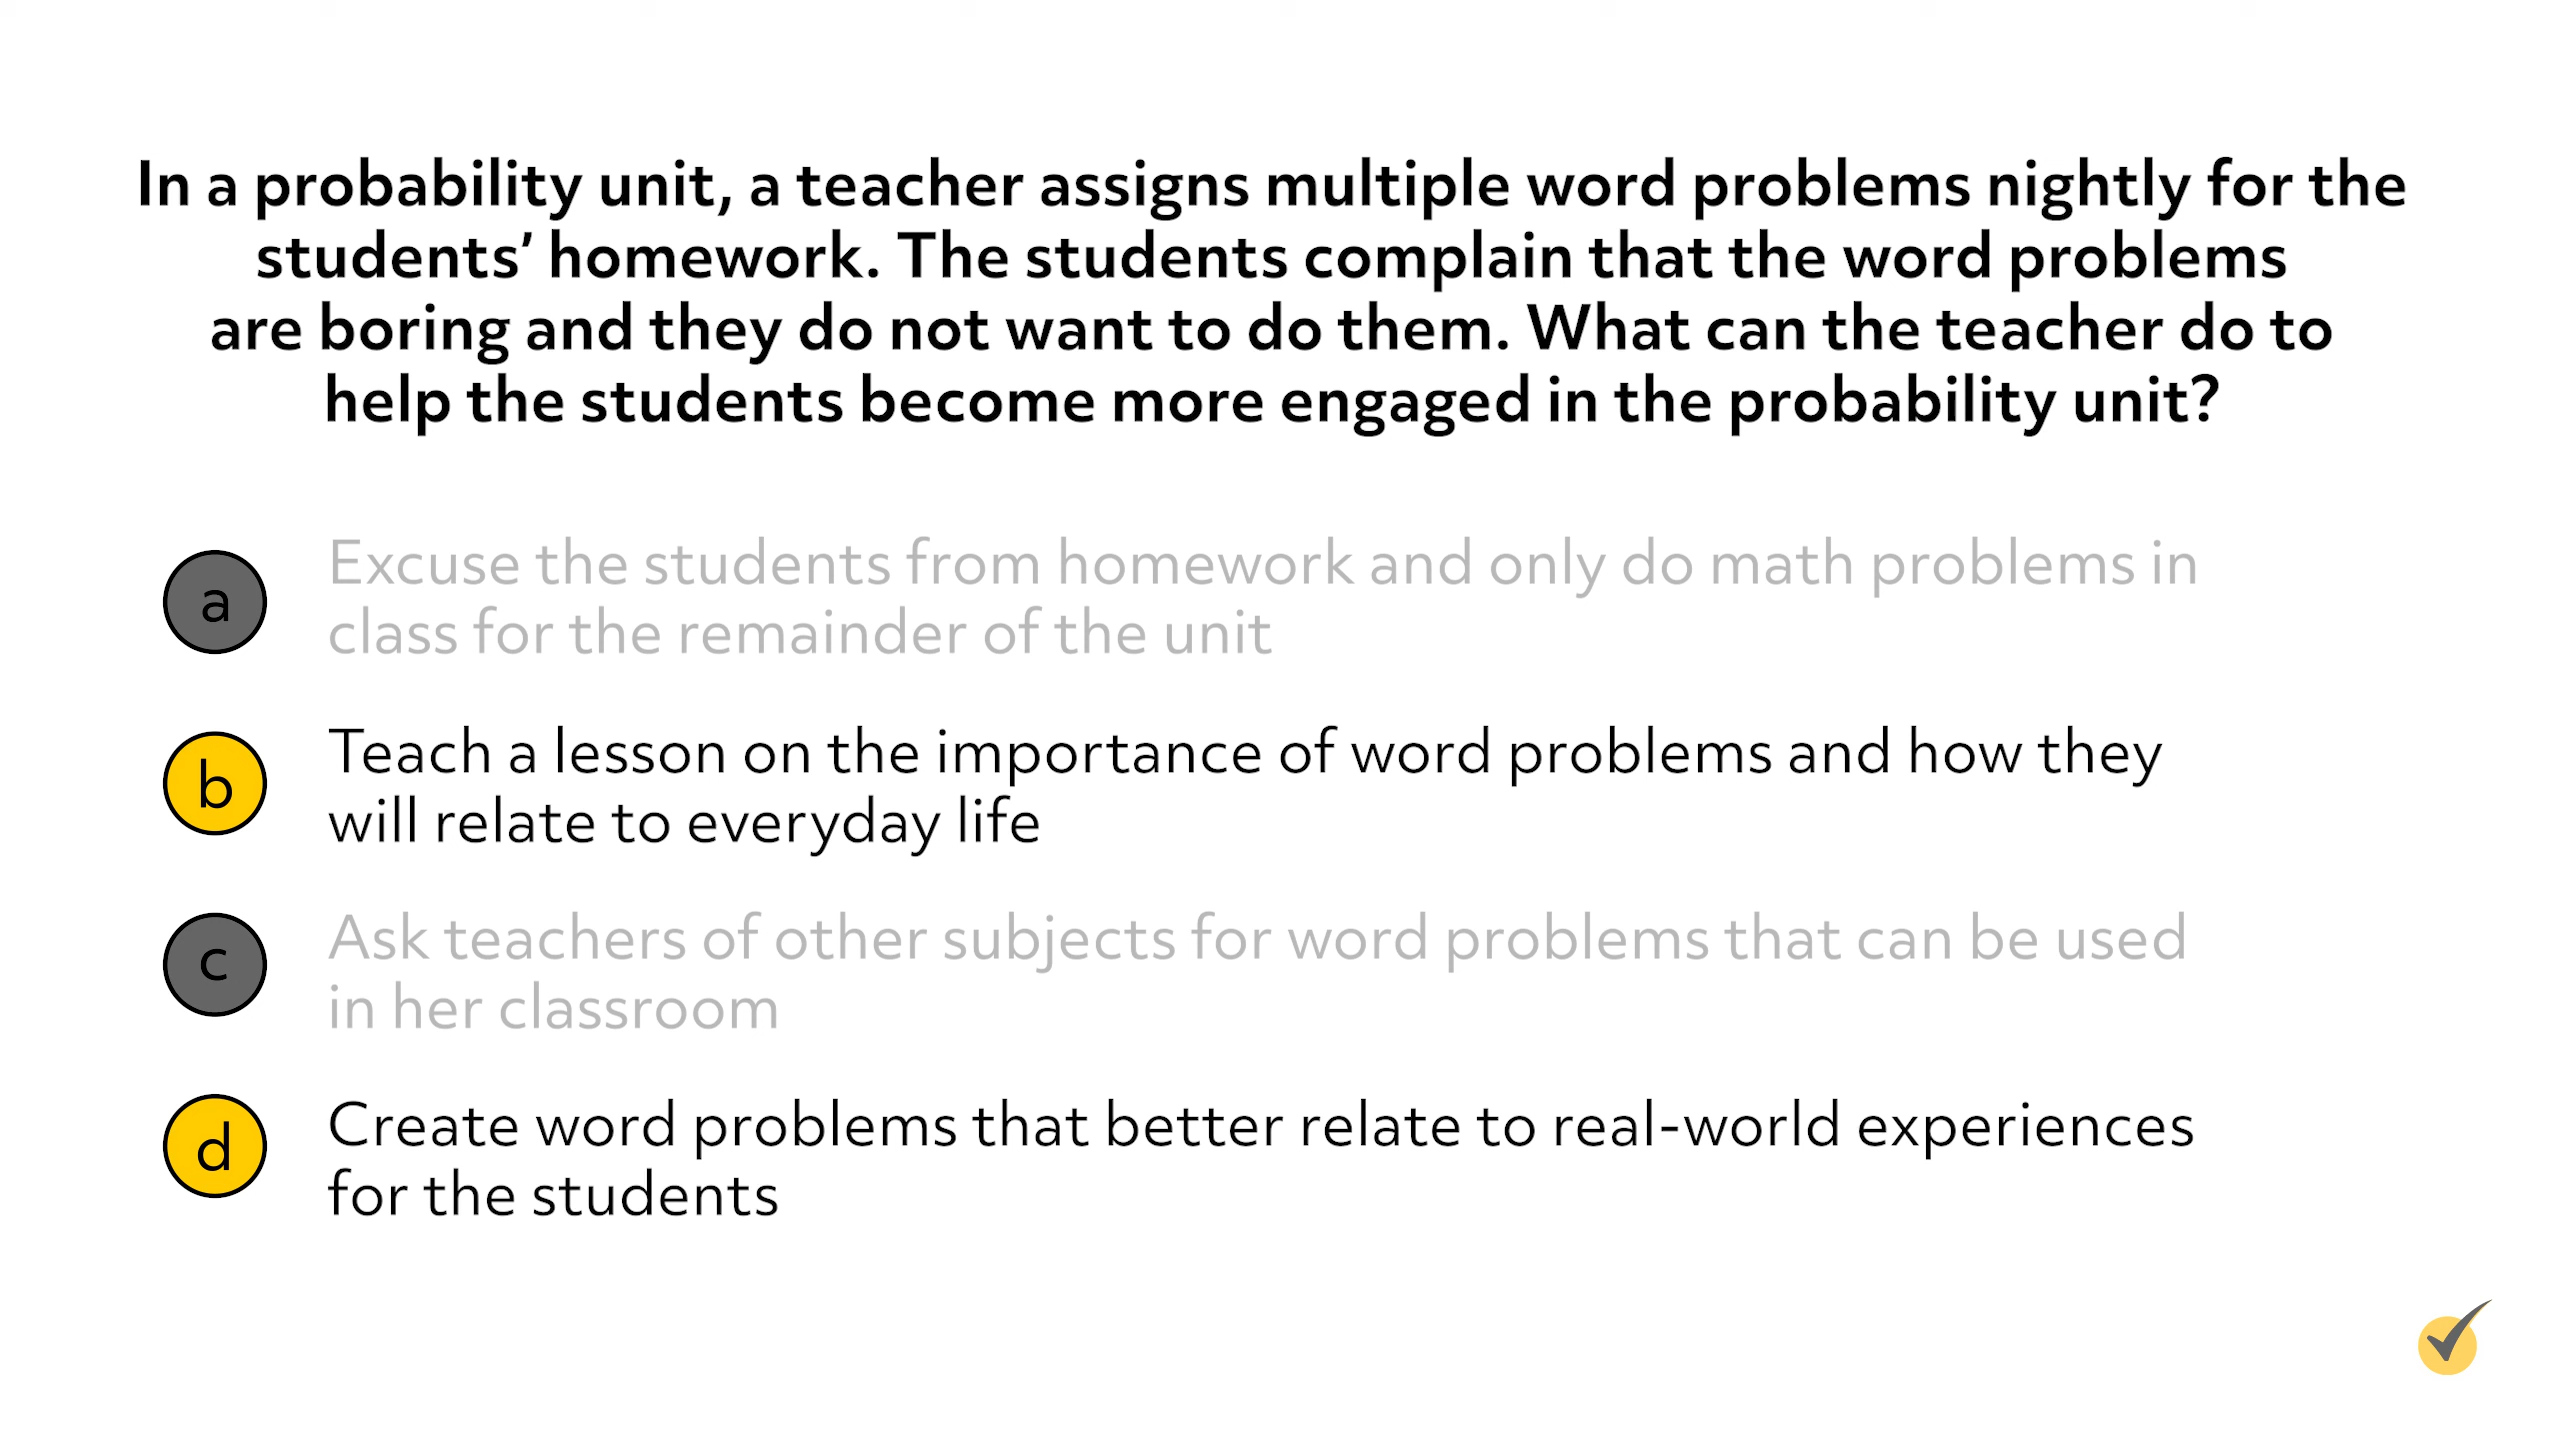 In a probability unit, a teacher assigns multiple word problems nightly for the
students’ homework. The students complain that the word problems
are boring and they do not want to do them. What can the teacher do to
help the students become more engaged in the probability unit?
a
Excuse the students from homework and only do math problems in
class for the remainder of the unit
b
Teach a lesson on the importance of word problems and how they
will relate to everyday life
c
Ask teachers of other subjects for word problems that can be used
in her classroom
d
Create word problems that better relate to real-world experiences
for the students